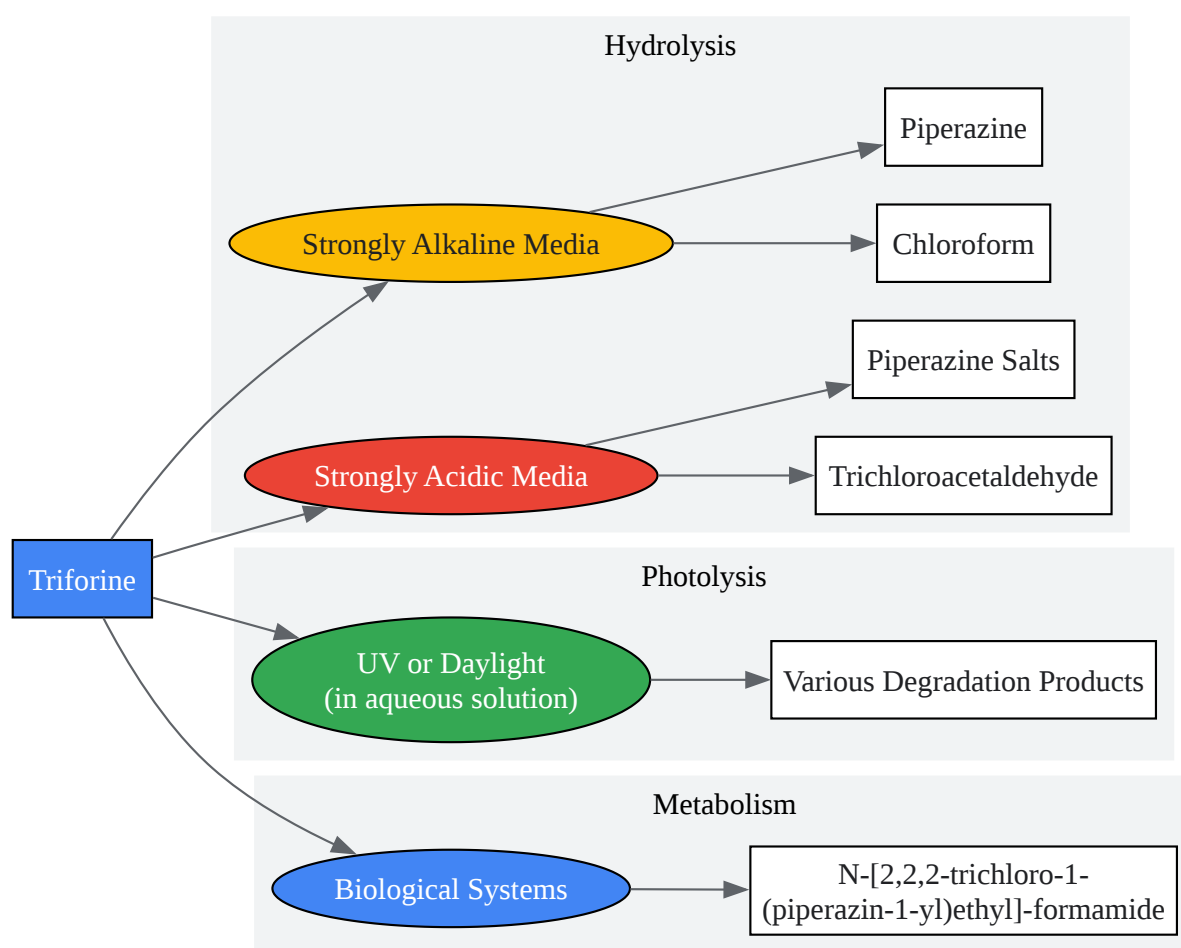 Hydrolysis
Piperazine
Strongly Alkaline Media
Chloroform
Piperazine Salts
Strongly Acidic Media
Trichloroacetaldehyde
Triforine
Photolysis
UV or Daylight
(in aqueous solution)
Various Degradation Products
Metabolism
Biological Systems
N-[2,2,2-trichloro-1-
(piperazin-1-yl)ethyl]-formamide